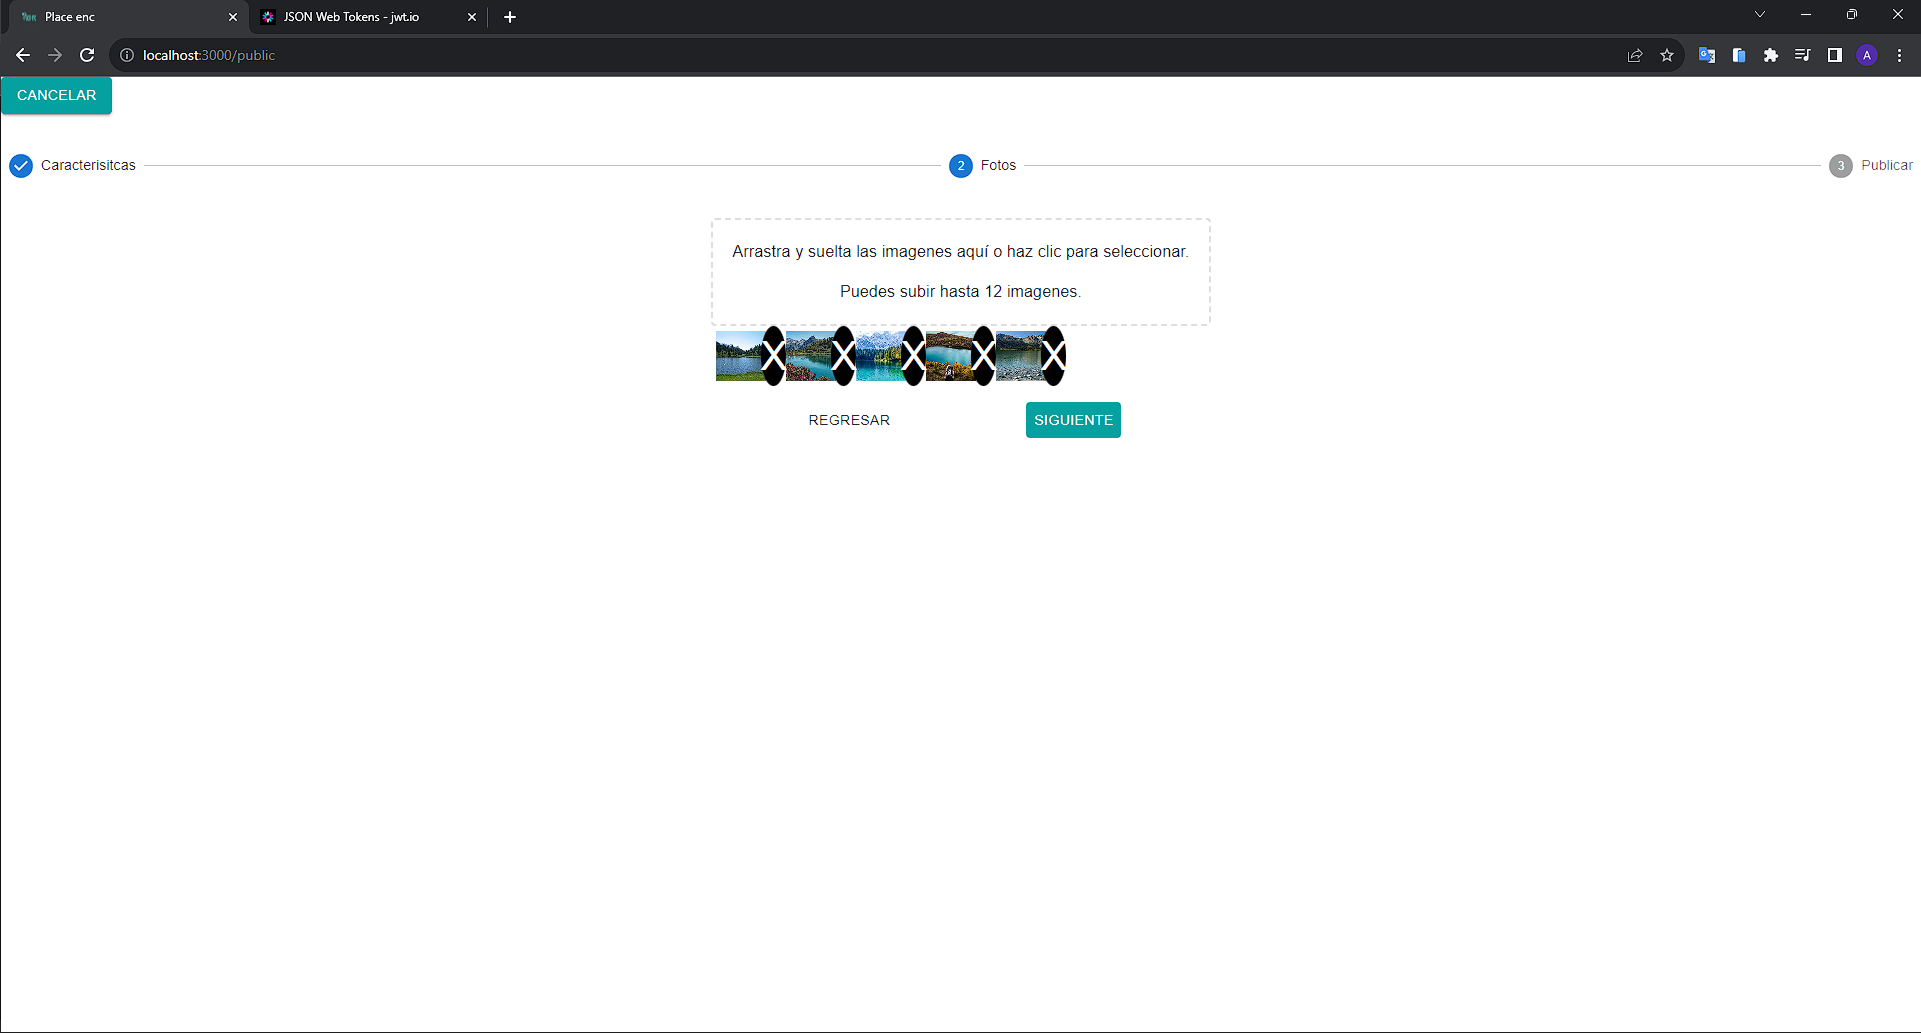 Place enc
JSON Web Tokens - jwt.io
localhost:3000/public
A
CANCELAR
Caracterisitcas
2 Fotos
3 Publicar
Arrastra y suelta las imagenes aquí o haz clic para seleccionar.
Puedes subir hasta 12 imagenes.
X X X X X
REGRESAR
SIGUIENTE